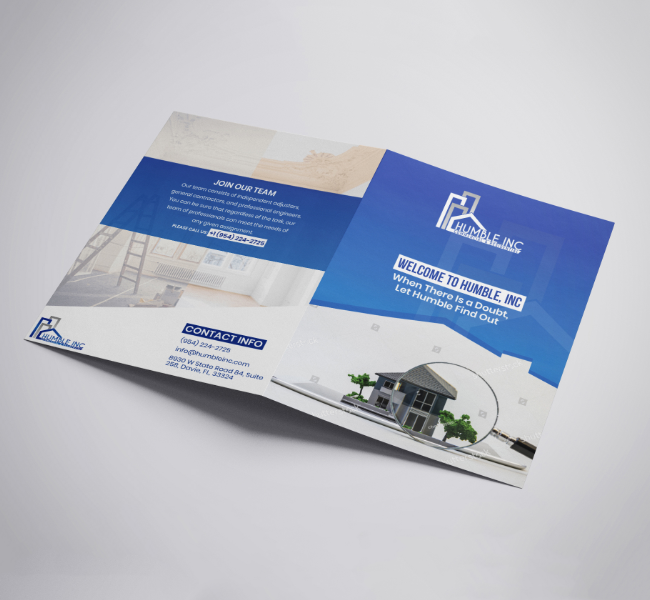 JOIN OUR TEAM
Our team consists of independent adjusters,
general contractors, and professional engineers.
You can be sure that regardless of the task, our
team of professionals can meet the needs of
any given assignment.
PLEASE CALL US at (954) 224-2725
HUMBLE INC
CONTACT INFO
(954) 224-2725
info@humbleinc.com
8930 W State Road 84, Suite
258, Davie, FL 33324
HUMBLE INC
WELCOME TO HUMBLE, INC
When There Is a Doubt,
Let Humble Find Out